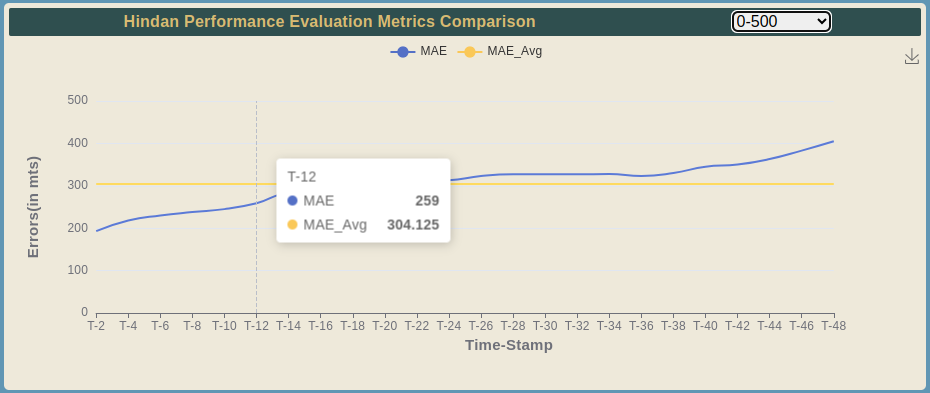 Hindan Performance Evaluation Metrics Comparison
0-500
MAE MAE_Avg
500
400
300
200
100
0
Errors(in mts)
T-12
MAE 259
MAE_Avg 304.125
T-2 T-4 T-6 T-8 T-10 T-12 T-14 T-16 T-18 T-20 T-22 T-24 T-26 T-28 T-30 T-32 T-34 T-36 T-38 T-40 T-42 T-44 T-46 T-48
Time-Stamp